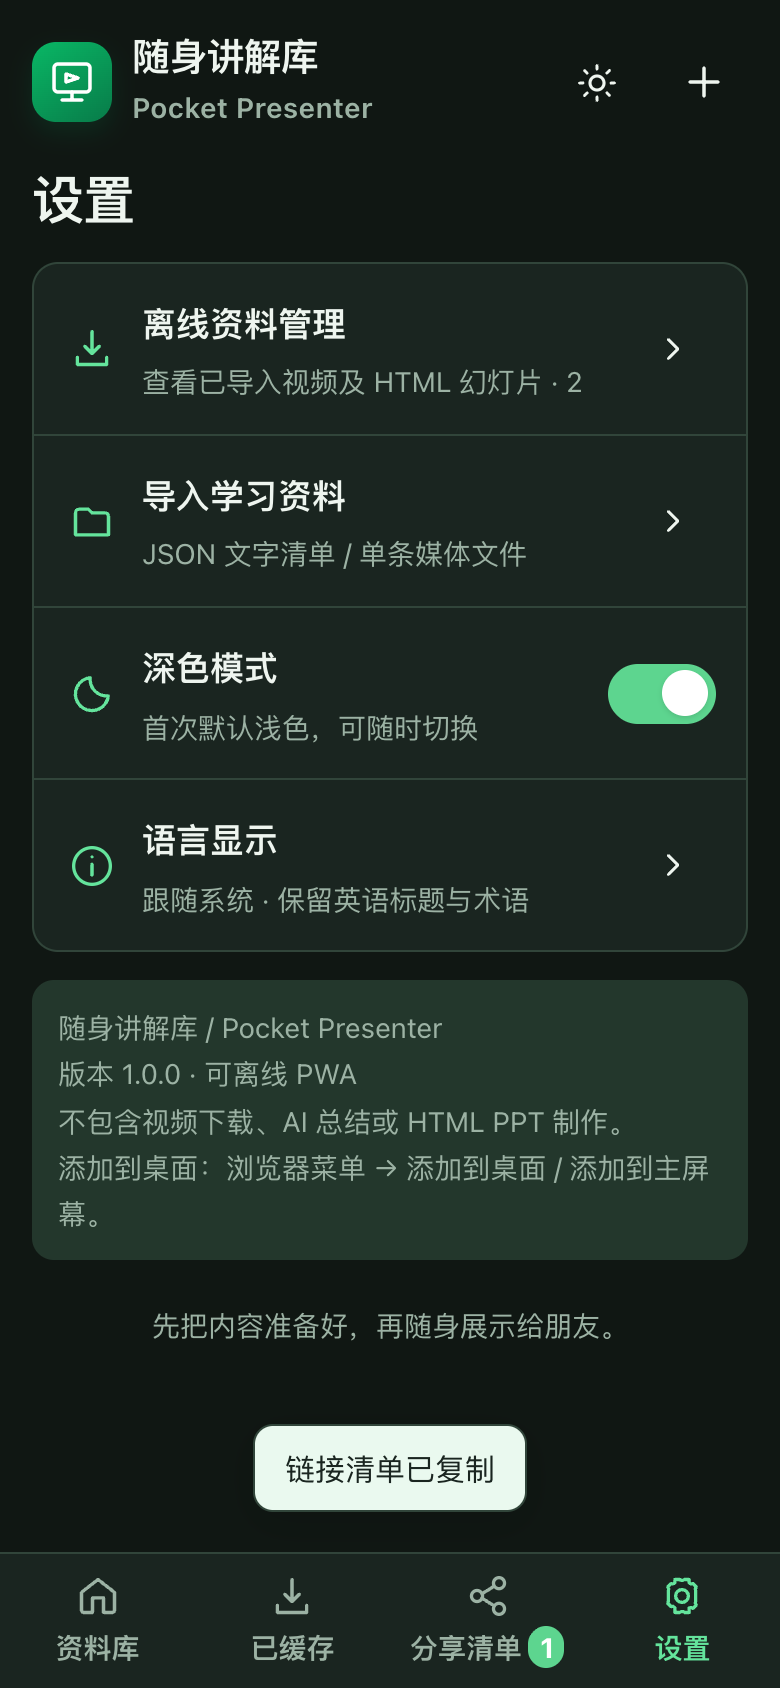 随身讲解库
Pocket Presenter
设置
离线资料管理
查看已导入视频及 HTML 幻灯片 · 2
导入学习资料
JSON 文字清单 / 单条媒体文件
深色模式
首次默认浅色，可随时切换
语言显示
跟随系统 · 保留英语标题与术语
随身讲解库 / Pocket Presenter
版本 1.0.0 · 可离线 PWA
不包含视频下载、AI 总结或 HTML PPT 制作。
添加到桌面：浏览器菜单 → 添加到桌面 / 添加到主屏
幕。
先把内容准备好，再随身展示给朋友。
链接清单已复制
资料库
已缓存
分享清单 1
设置